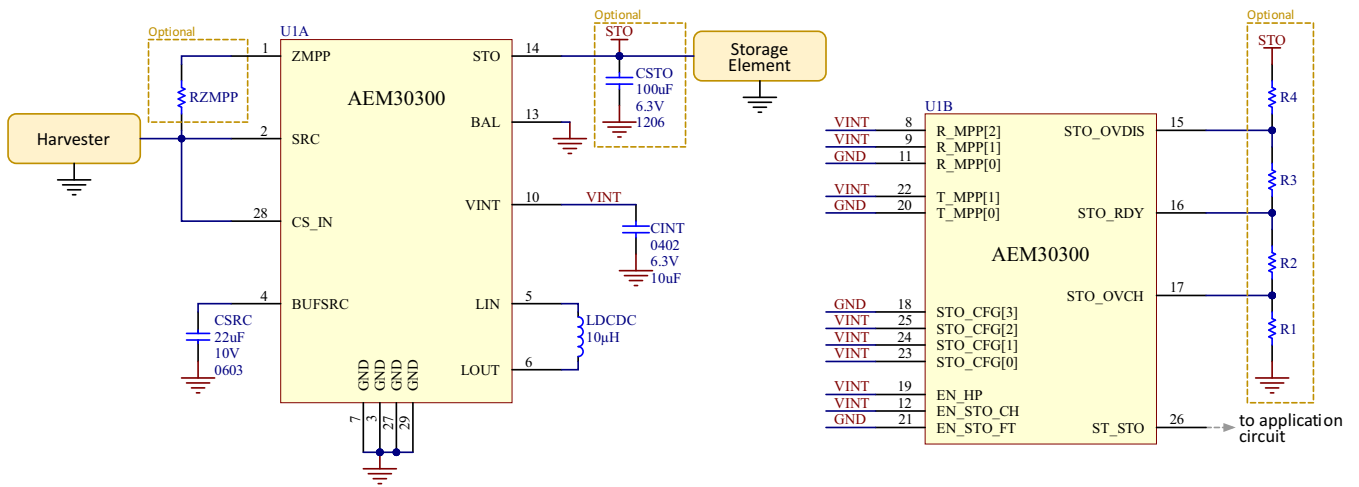 Optional
U1A
1
ZMPP
RZMPP
Harvester
2
SRC
28
CS_IN
4
BUFSRC
CSRC
22uF
10V
0603
AEM30300
GND
GND
GND
GND
7
3
27
29
STO
14
BAL
13
VINT
10
VINT
LIN
5
LOUT
6
LDCDC
10µH
CINT
0402
6.3V
10uF
Optional
STO
CSTO
100uF
6.3V
1206
Storage
Element
U1B
AEM30300
VINT 8 R_MPP[2]
VINT 9 R_MPP[1]
GND 11 R_MPP[0]
VINT 22 T_MPP[1]
GND 20 T_MPP[0]
GND 18 STO_CFG[3]
VINT 25 STO_CFG[2]
VINT 24 STO_CFG[1]
VINT 23 STO_CFG[0]
VINT 19 EN_HP
VINT 12 EN_STO_CH
GND 21 EN_STO_FT
STO_OVDIS 15
STO_RDY 16
STO_OVCH 17
ST_STO 26
to application
circuit
Optional
STO
R4
R3
R2
R1